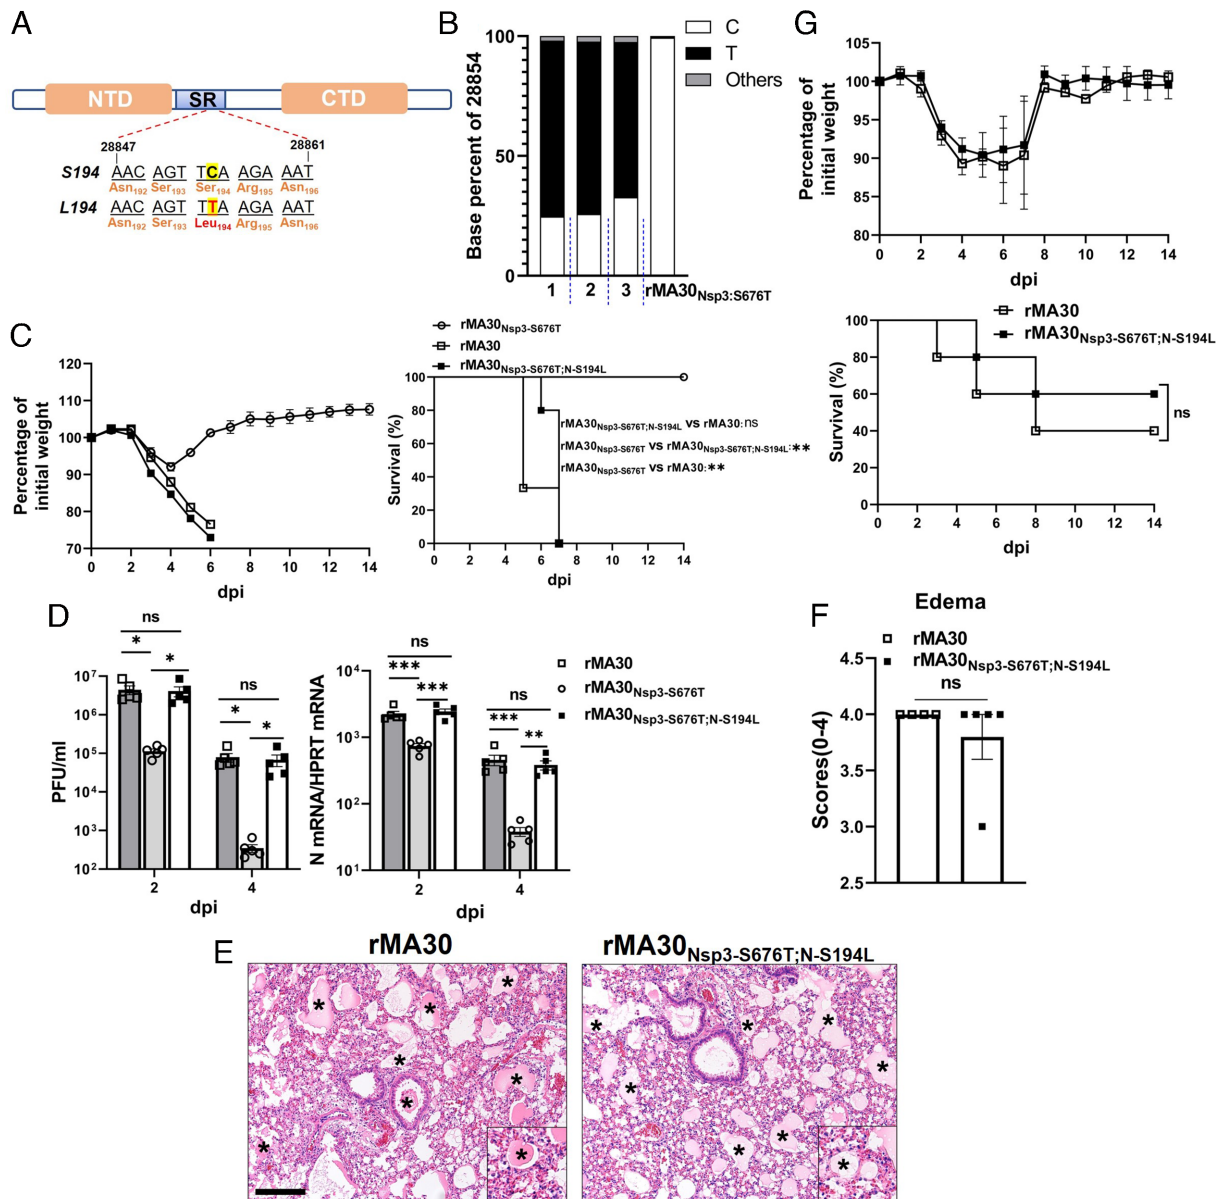 A
NTD
SR
CTD
28847
28861
S194
AAC AGT TCA AGA AAT
Asn192 Ser193 Ser194 Arg195 Asn196
L194
AAC AGT TTA AGA AAT
Asn192 Ser193 Leu194 Arg195 Asn196
B
Base percent of 28854
100
50
0
1 2 3 rMA30Nsp3:S676T
C
T
Others
G
Percentage of
initial weight
105
100
95
90
85
80
0 2 4 6 8 10 12 14
dpi
rMA30
rMA30Nsp3-S676T;N-S194L
Survival (%)
100
80
60
40
20
0
0 2 4 6 8 10 12 14
dpi
ns
C
Percentage of
initial weight
120
110
100
90
80
70
0 2 4 6 8 10 12 14
dpi
rMA30Nsp3-S676T
rMA30
rMA30Nsp3-S676T;N-S194L
Survival (%)
100
80
60
40
20
0
0 2 4 6 8 10 12 14
dpi
rMA30Nsp3-S676T;N-S194L VS rMA30:ns
rMA30Nsp3-S676T VS rMA30Nsp3-S676T;N-S194L:**
rMA30Nsp3-S676T VS rMA30:**
D
PFU/ml
10^7
10^6
10^5
10^4
10^3
10^2
ns
*
*
ns
*
*
2 4
dpi
N mRNA/HPRT mRNA
10^4
10^3
10^2
10^1
ns
***
***
ns
***
**
2 4
dpi
rMA30
rMA30Nsp3-S676T
rMA30Nsp3-S676T;N-S194L
F
Edema
rMA30
rMA30Nsp3-S676T;N-S194L
Scores(0-4)
4.5
4.0
3.5
3.0
2.5
ns
E
rMA30
rMA30Nsp3-S676T;N-S194L